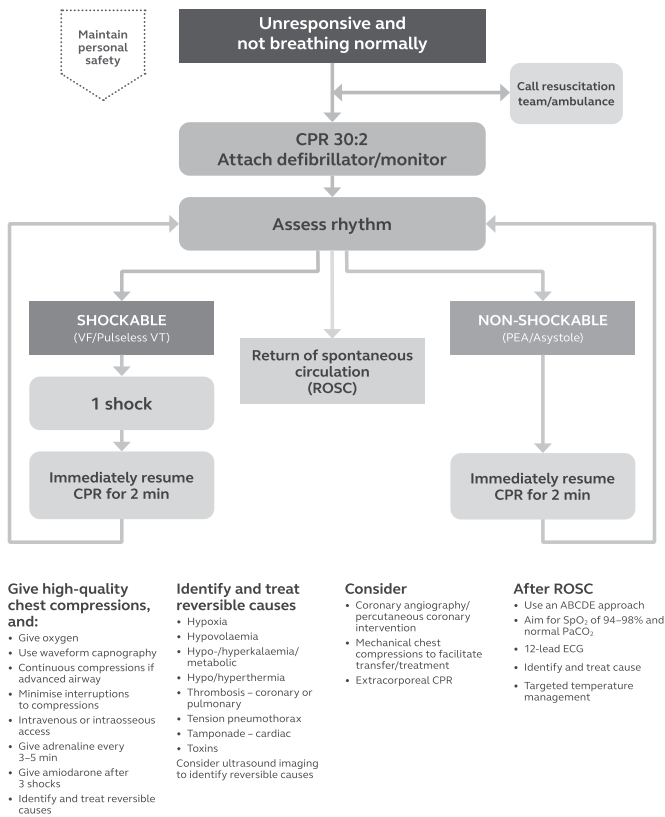 Maintain
personal
safety
Unresponsive and
not breathing normally
Call resuscitation
team/ambulance
CPR 30:2
Attach defibrillator/monitor
Assess rhythm
SHOCKABLE
(VF/Pulseless VT)
NON-SHOCKABLE
(PEA/Asystole)
Return of spontaneous
circulation
(ROSC)
1 shock
Immediately resume
CPR for 2 min
Immediately resume
CPR for 2 min
Give high-quality
chest compressions,
and:
• Give oxygen
• Use waveform capnography
• Continuous compressions if
advanced airway
• Minimise interruptions
to compressions
• Intravenous or intraosseous
access
• Give adrenaline every
3–5 min
• Give amiodarone after
3 shocks
• Identify and treat reversible
causes
Identify and treat
reversible causes
• Hypoxia
• Hypovolaemia
• Hypo-/hyperkalaemia/
metabolic
• Hypo/hyperthermia
• Thrombosis – coronary or
pulmonary
• Tension pneumothorax
• Tamponade – cardiac
• Toxins
Consider ultrasound imaging
to identify reversible causes
Consider
• Coronary angiography/
percutaneous coronary
intervention
• Mechanical chest
compressions to facilitate
transfer/treatment
• Extracorporeal CPR
After ROSC
• Use an ABCDE approach
• Aim for SpO₂ of 94–98% and
normal PaCO₂
• 12-lead ECG
• Identify and treat cause
• Targeted temperature
management